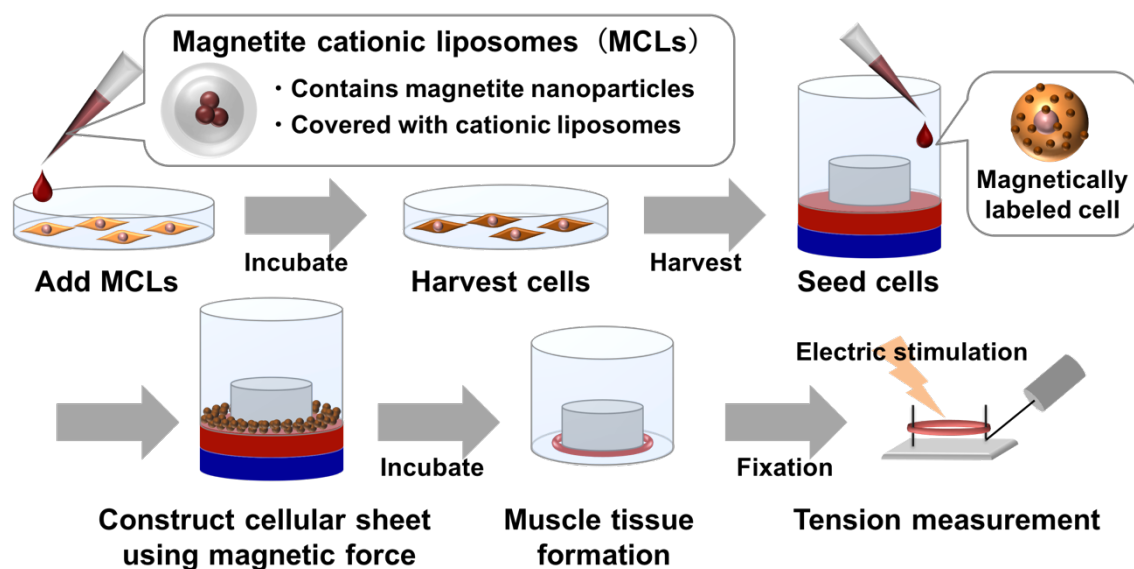 Magnetite cationic liposomes（MCLs）
・Contains magnetite nanoparticles
・Covered with cationic liposomes
Magnetically
labeled cell
Add MCLs
Incubate
Harvest cells
Harvest
Seed cells
Construct cellular sheet
using magnetic force
Incubate
Muscle tissue
formation
Fixation
Electric stimulation
Tension measurement